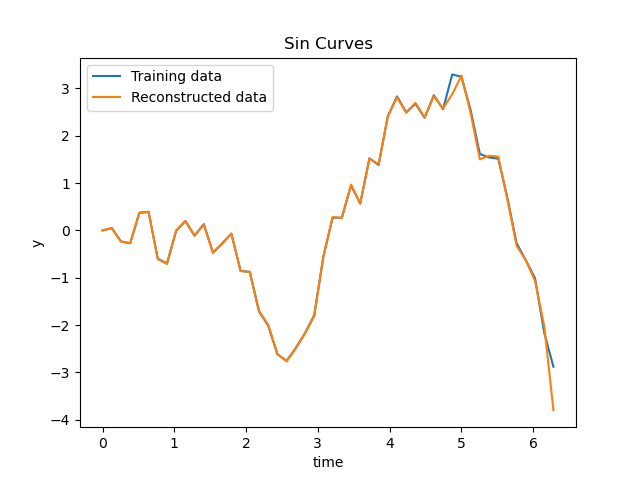 Sin Curves
Training data
Reconstructed data
3
2
1
0
−1
−2
−3
−4
y
0 1 2 3 4 5 6
time